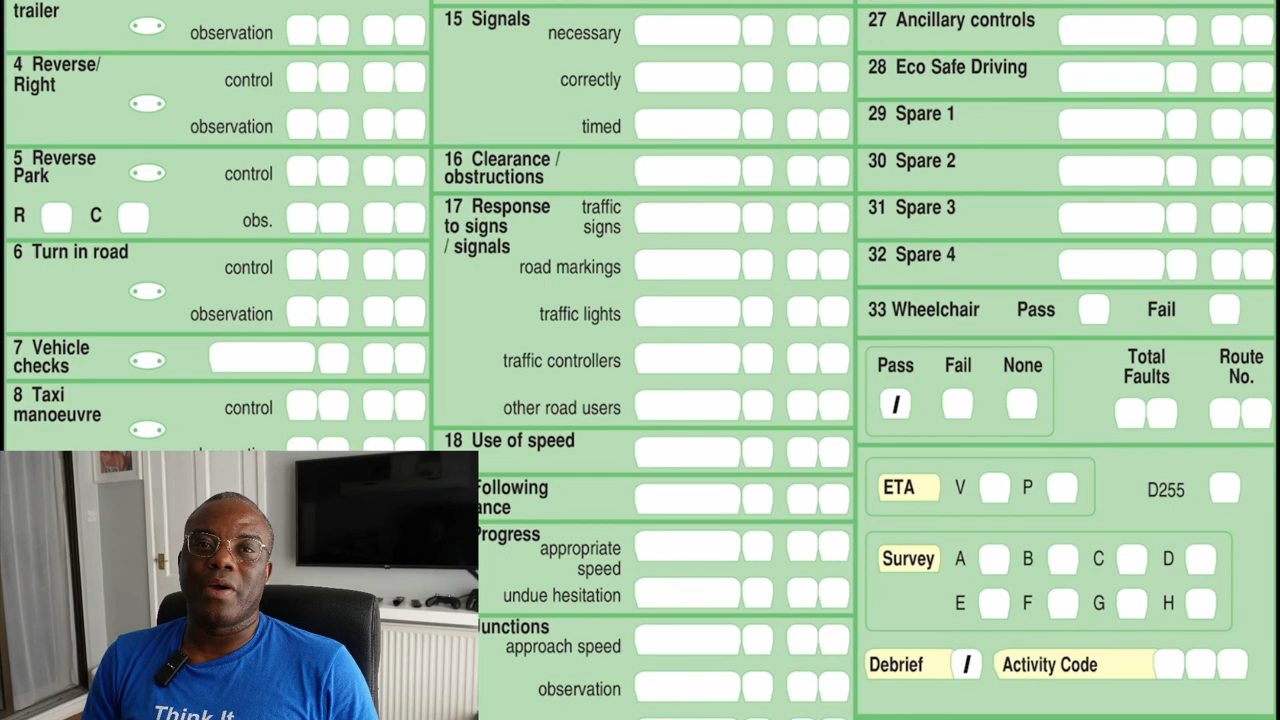 trailer
observation
4 Reverse/
Right
control
observation
5 Reverse
Park
control
R C obs.
6 Turn in road
control
observation
7 Vehicle
checks
8 Taxi
manoeuvre
control
15 Signals
necessary
correctly
timed
16 Clearance /
obstructions
17 Response
to signs
/ signals
traffic
signs
road markings
traffic lights
traffic controllers
other road users
18 Use of speed
Following
ance
Progress
appropriate
speed
undue hesitation
unctions
approach speed
observation
27 Ancillary controls
28 Eco Safe Driving
29 Spare 1
30 Spare 2
31 Spare 3
32 Spare 4
33 Wheelchair Pass Fail
Pass Fail None
/
Total
Faults
Route
No.
ETA V P D255
Survey A B C D
E F G H
Debrief / Activity Code
Think It